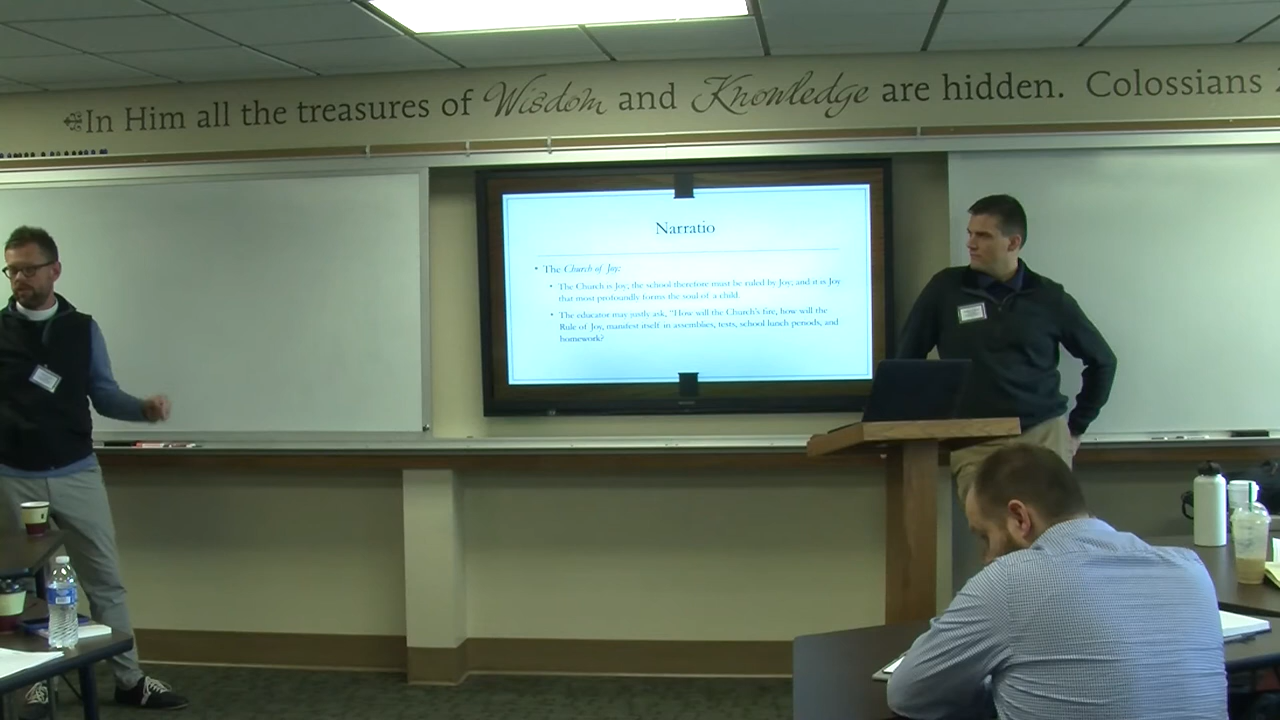 In Him all the treasures of Wisdom and Knowledge are hidden. Colossians 2
Narratio
• The Church of Joy:
• The Church is Joy; the school therefore must be ruled by Joy; and it is Joy
that most profoundly forms the soul of a child.
• The educator may justly ask, "How will the Church's fire, how will the
Rule of Joy, manifest itself in assemblies, tests, school lunch periods, and
homework?